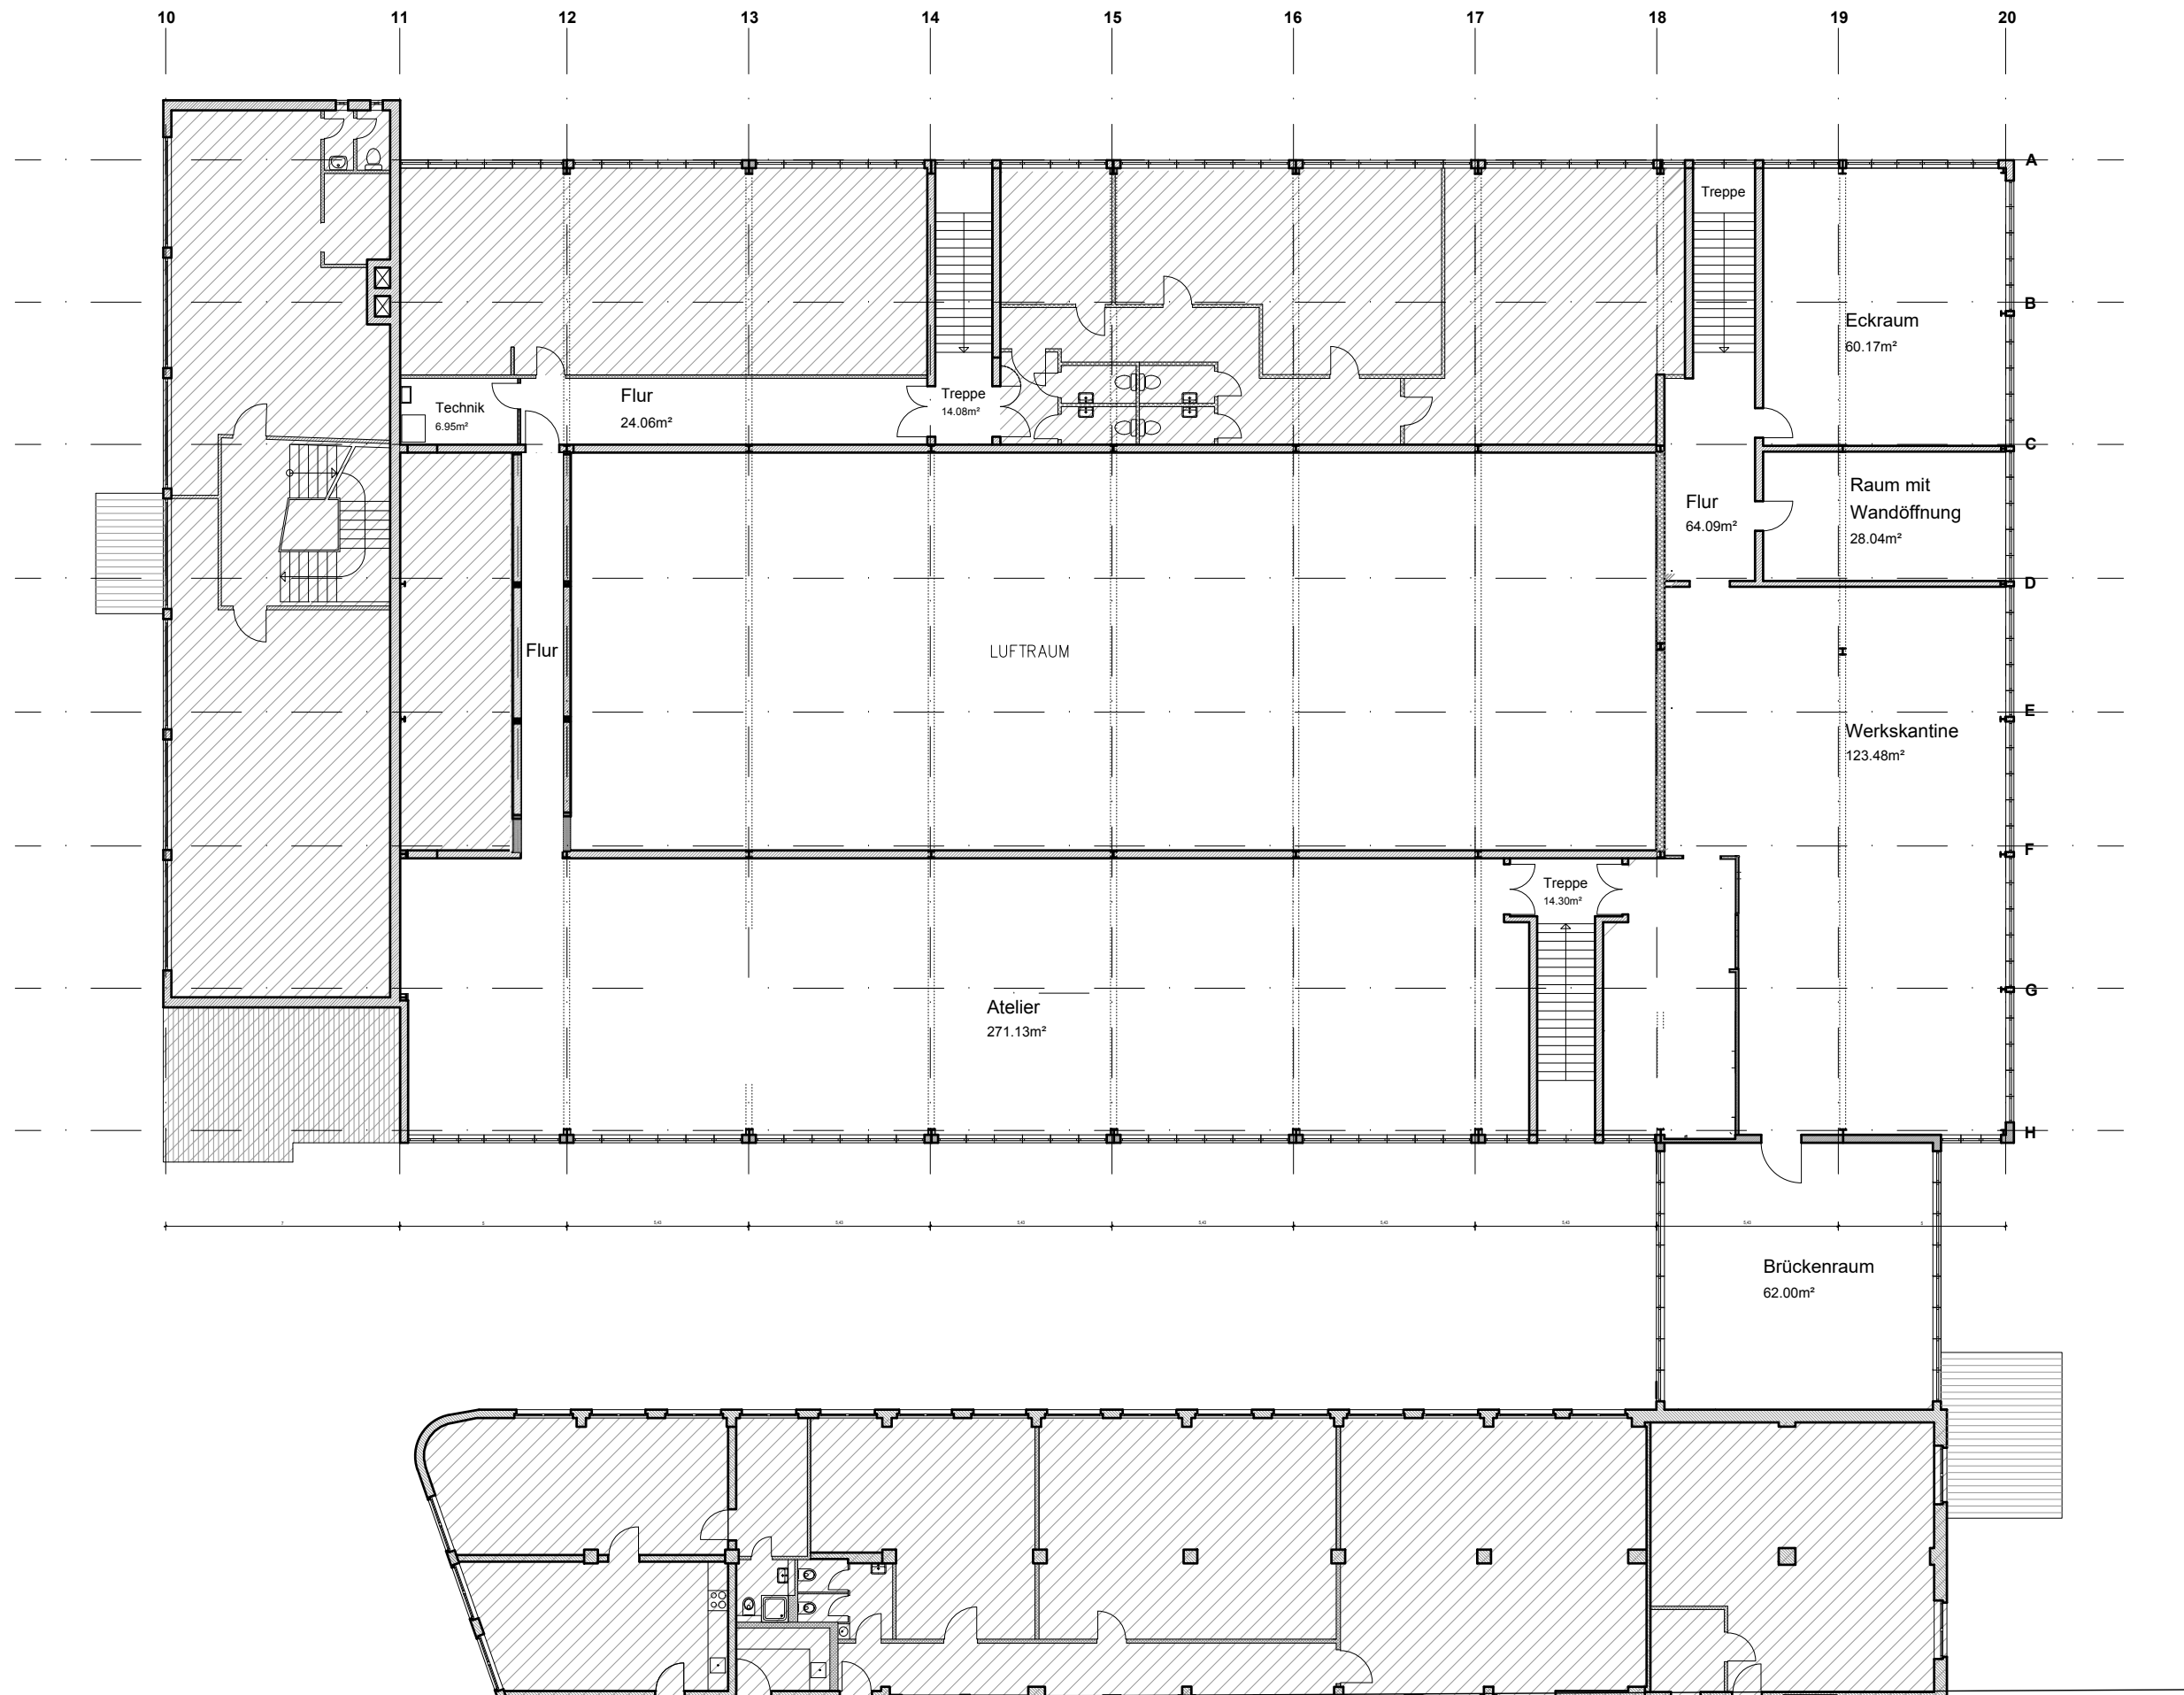 10 11 12 13 14 15 16 17 18 19 20
A
Treppe
B
Eckraum
60.17m²
Flur
24.06m²
Treppe
14.08m²
Technik
6.95m²
C
Raum mit
Wandöffnung
28.04m²
Flur
64.09m²
D
Flur
LUFTRAUM
E
Werkskantine
123.48m²
F
Treppe
14.30m²
G
Atelier
271.13m²
H
Brückenraum
62.00m²